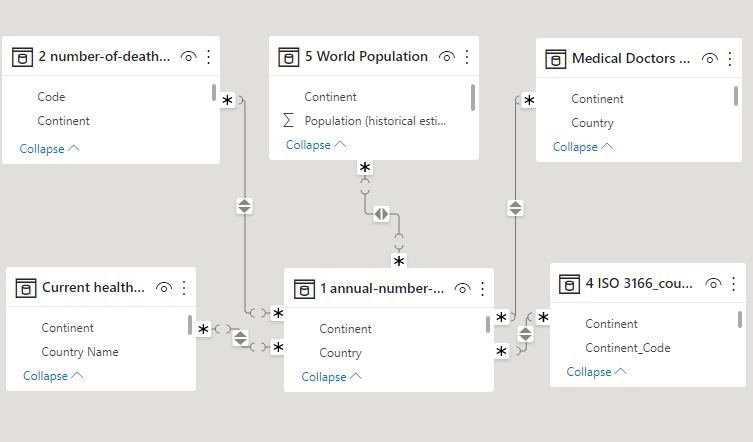 2 number-of-death...
Code
Continent
Collapse
5 World Population
Continent
Population (historical esti...
Collapse
Medical Doctors ...
Continent
Country
Collapse
Current health...
Continent
Country Name
Collapse
1 annual-number-...
Continent
Country
Collapse
4 ISO 3166_cou...
Continent
Continent_Code
Collapse